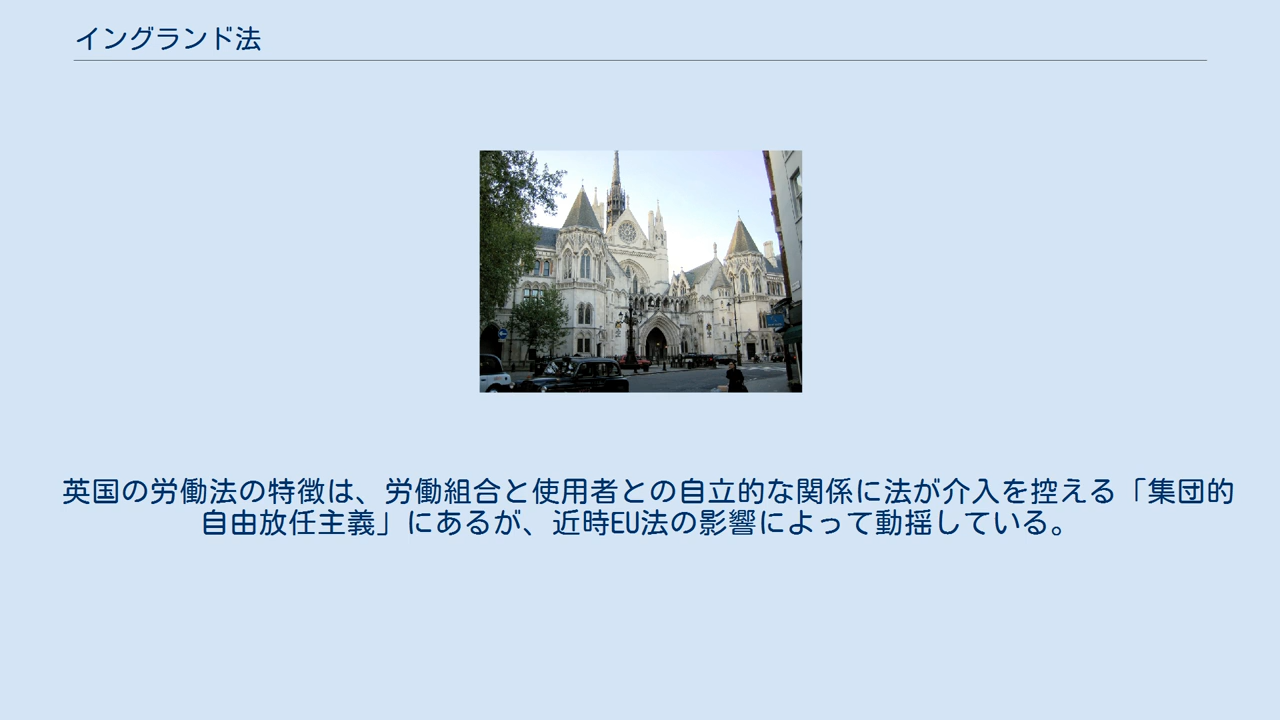 イングランド法
英国の労働法の特徴は、労働組合と使用者との自立的な関係に法が介入を控える「集団的
自由放任主義」にあるが、近時EU法の影響によって動揺している。